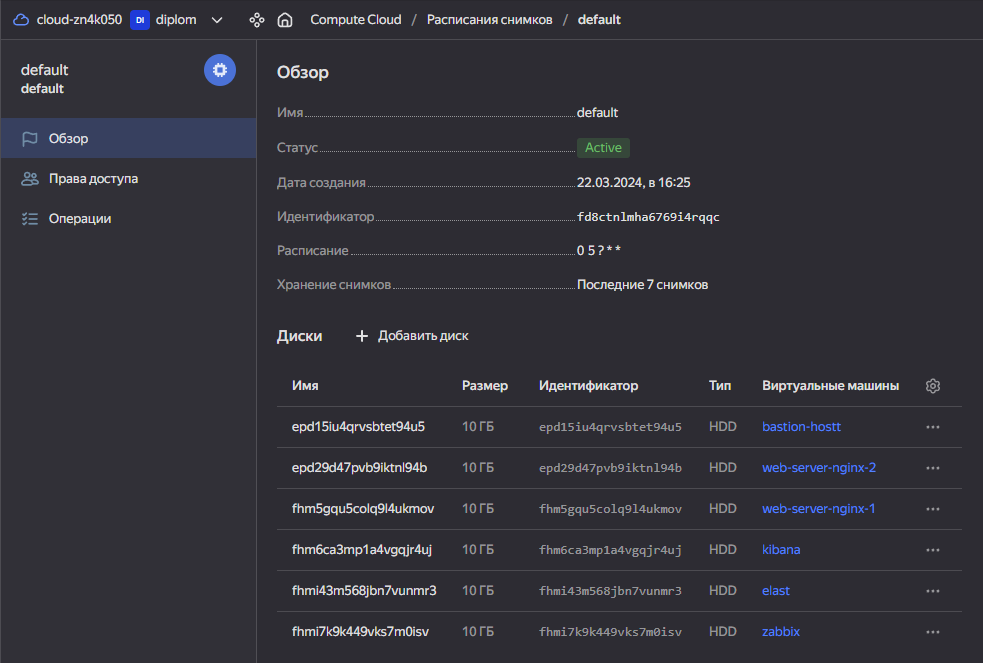 cloud-zn4k050 DI diplom Compute Cloud / Расписания снимков / default
default
default
Обзор
Права доступа
Операции
Обзор
Имя default
Статус Active
Дата создания 22.03.2024, в 16:25
Идентификатор fd8ctnlmha6769i4rqqc
Расписание 0 5 ? * *
Хранение снимков Последние 7 снимков
Диски + Добавить диск
Имя Размер Идентификатор Тип Виртуальные машины
epd15iu4qrvsbtet94u5 10 ГБ epd15iu4qrvsbtet94u5 HDD bastion-hostt
epd29d47pvb9iktnl94b 10 ГБ epd29d47pvb9iktnl94b HDD web-server-nginx-2
fhm5gqu5colq9l4ukmov 10 ГБ fhm5gqu5colq9l4ukmov HDD web-server-nginx-1
fhm6ca3mp1a4vgqjr4uj 10 ГБ fhm6ca3mp1a4vgqjr4uj HDD kibana
fhmi43m568jbn7vunmr3 10 ГБ fhmi43m568jbn7vunmr3 HDD elast
fhmi7k9k449vks7m0isv 10 ГБ fhmi7k9k449vks7m0isv HDD zabbix